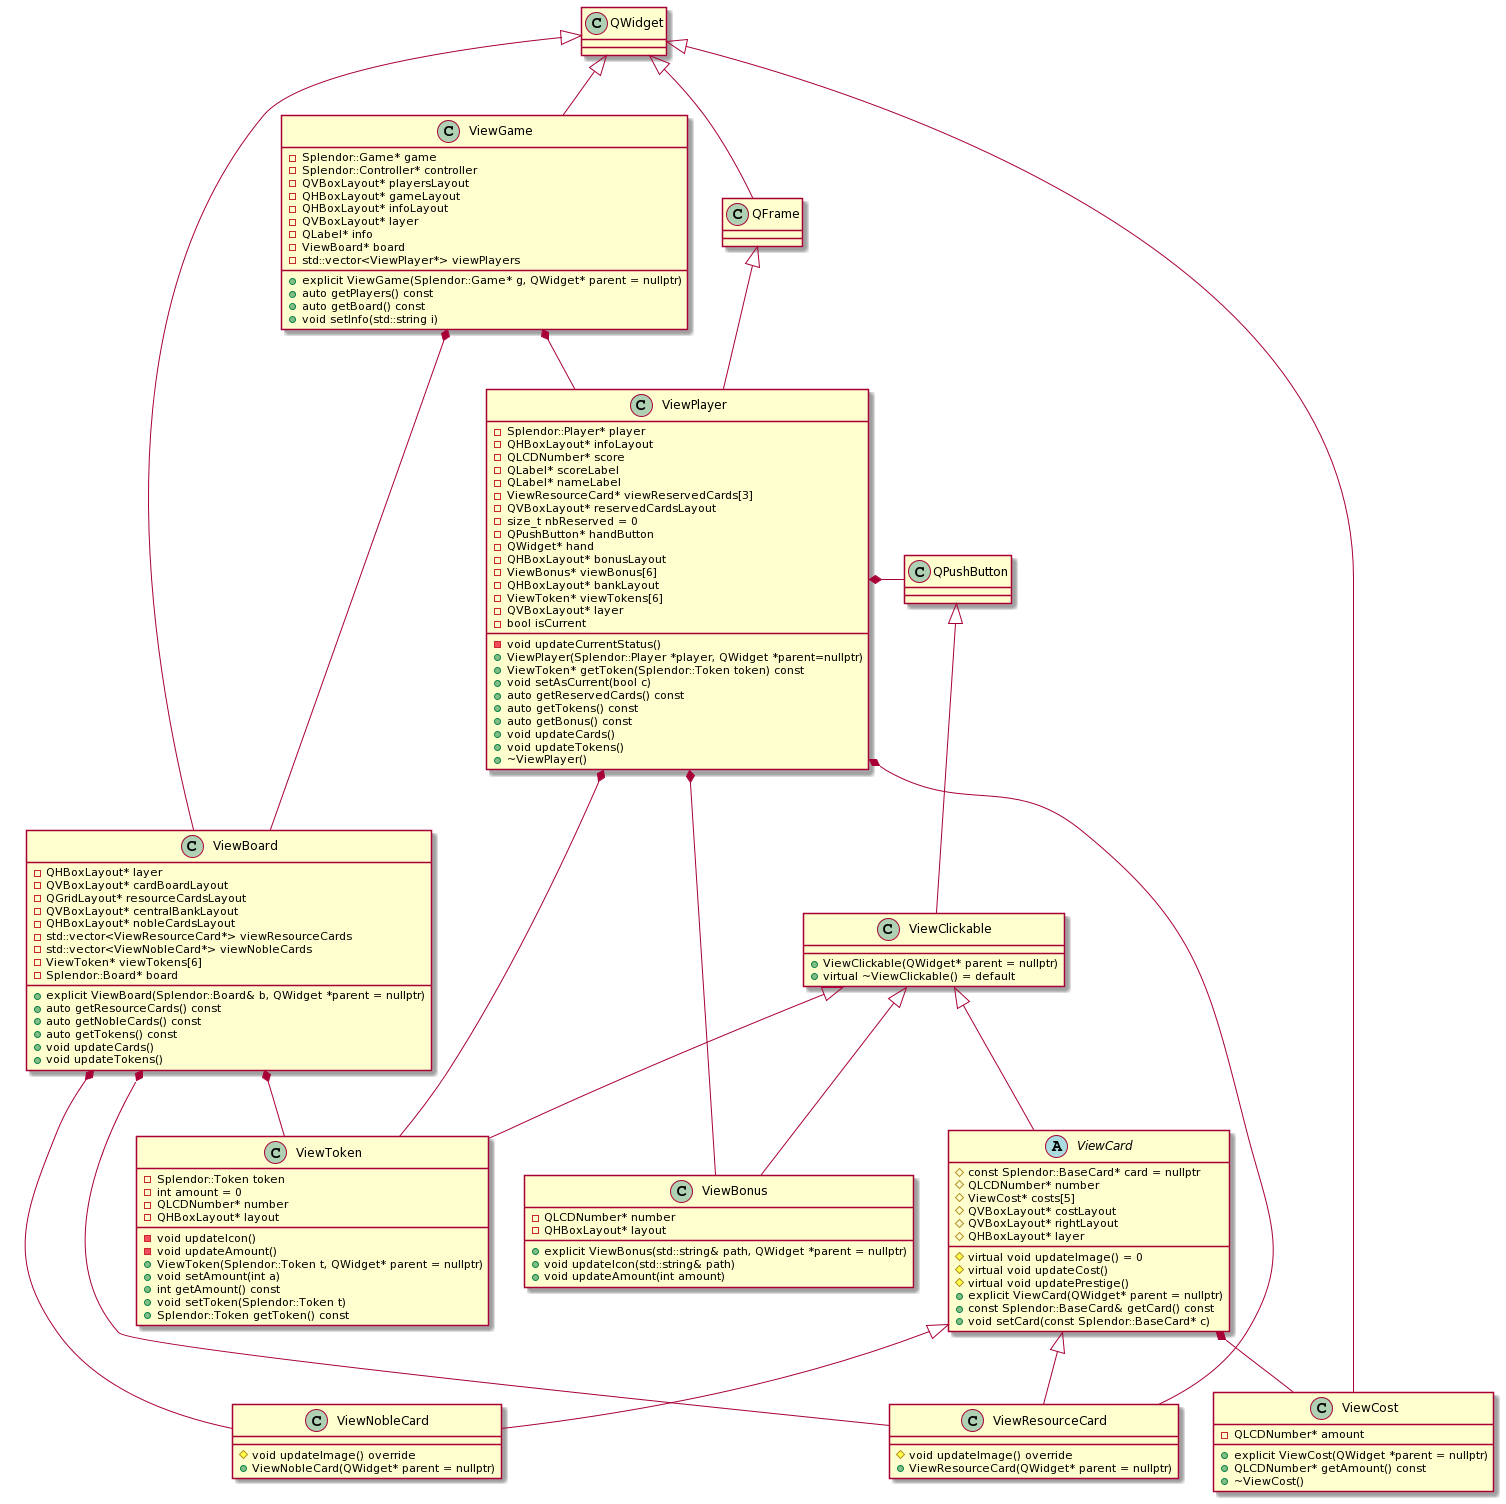 C QWidget
C ViewGame
Splendor::Game* game
Splendor::Controller* controller
QVBoxLayout* playersLayout
QHBoxLayout* gameLayout
QHBoxLayout* infoLayout
QVBoxLayout* layer
QLabel* info
ViewBoard* board
std::vector<ViewPlayer*> viewPlayers
explicit ViewGame(Splendor::Game* g, QWidget* parent = nullptr)
auto getPlayers() const
auto getBoard() const
void setInfo(std::string i)
C QFrame
C ViewPlayer
Splendor::Player* player
QHBoxLayout* infoLayout
QLCDNumber* score
QLabel* scoreLabel
QLabel* nameLabel
ViewResourceCard* viewReservedCards[3]
QVBoxLayout* reservedCardsLayout
size_t nbReserved = 0
QPushButton* handButton
QWidget* hand
QHBoxLayout* bonusLayout
ViewBonus* viewBonus[6]
QHBoxLayout* bankLayout
ViewToken* viewTokens[6]
QVBoxLayout* layer
bool isCurrent
void updateCurrentStatus()
ViewPlayer(Splendor::Player *player, QWidget *parent=nullptr)
ViewToken* getToken(Splendor::Token token) const
void setAsCurrent(bool c)
auto getReservedCards() const
auto getTokens() const
auto getBonus() const
void updateCards()
void updateTokens()
~ViewPlayer()
C QPushButton
C ViewBoard
QHBoxLayout* layer
QVBoxLayout* cardBoardLayout
QGridLayout* resourceCardsLayout
QVBoxLayout* centralBankLayout
QHBoxLayout* nobleCardsLayout
std::vector<ViewResourceCard*> viewResourceCards
std::vector<ViewNobleCard*> viewNobleCards
ViewToken* viewTokens[6]
Splendor::Board* board
explicit ViewBoard(Splendor::Board& b, QWidget *parent = nullptr)
auto getResourceCards() const
auto getNobleCards() const
auto getTokens() const
void updateCards()
void updateTokens()
C ViewClickable
ViewClickable(QWidget* parent = nullptr)
virtual ~ViewClickable() = default
C ViewToken
Splendor::Token token
int amount = 0
QLCDNumber* number
QHBoxLayout* layout
void updateIcon()
void updateAmount()
ViewToken(Splendor::Token t, QWidget* parent = nullptr)
void setAmount(int a)
int getAmount() const
void setToken(Splendor::Token t)
Splendor::Token getToken() const
C ViewBonus
QLCDNumber* number
QHBoxLayout* layout
explicit ViewBonus(std::string& path, QWidget *parent = nullptr)
void updateIcon(std::string& path)
void updateAmount(int amount)
A ViewCard
const Splendor::BaseCard* card = nullptr
QLCDNumber* number
ViewCost* costs[5]
QVBoxLayout* costLayout
QVBoxLayout* rightLayout
QHBoxLayout* layer
virtual void updateImage() = 0
virtual void updateCost()
virtual void updatePrestige()
explicit ViewCard(QWidget* parent = nullptr)
const Splendor::BaseCard& getCard() const
void setCard(const Splendor::BaseCard* c)
C ViewNobleCard
void updateImage() override
ViewNobleCard(QWidget* parent = nullptr)
C ViewResourceCard
void updateImage() override
ViewResourceCard(QWidget* parent = nullptr)
C ViewCost
QLCDNumber* amount
explicit ViewCost(QWidget *parent = nullptr)
QLCDNumber* getAmount() const
~ViewCost()